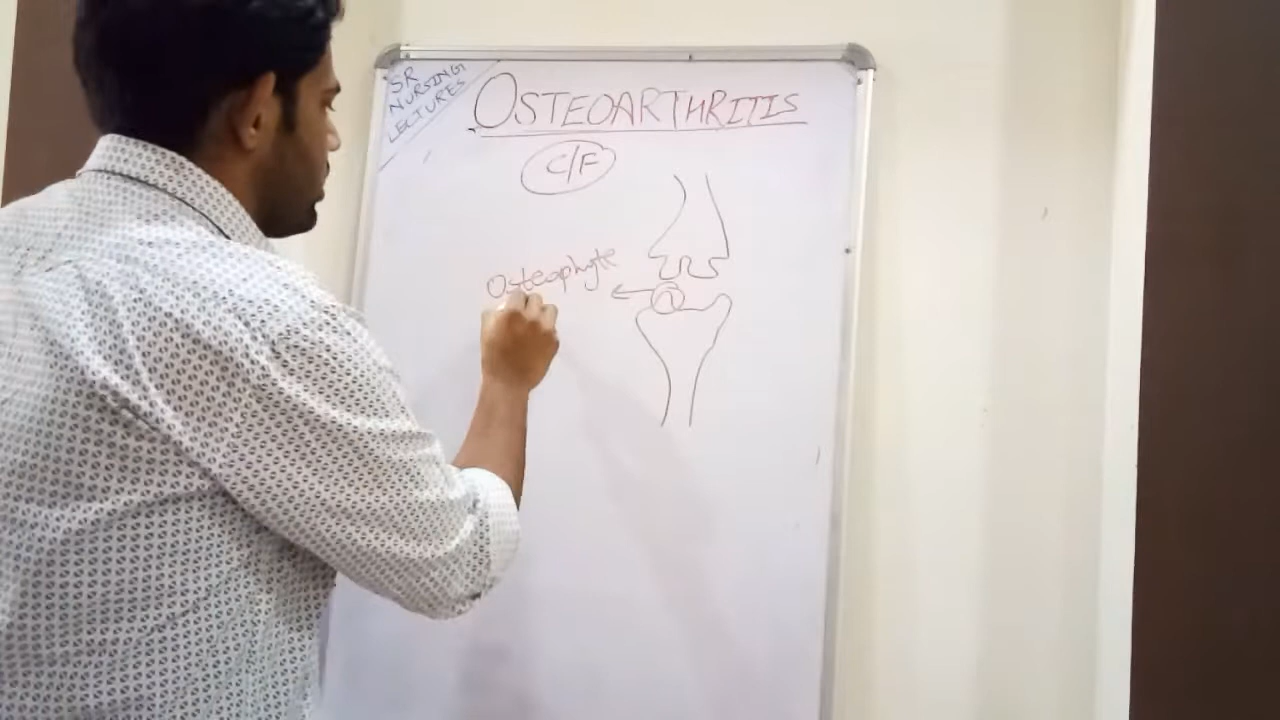 SR
NURSING
LECTURES
OSTEOARTHRITIS
C/F
Osteophyte